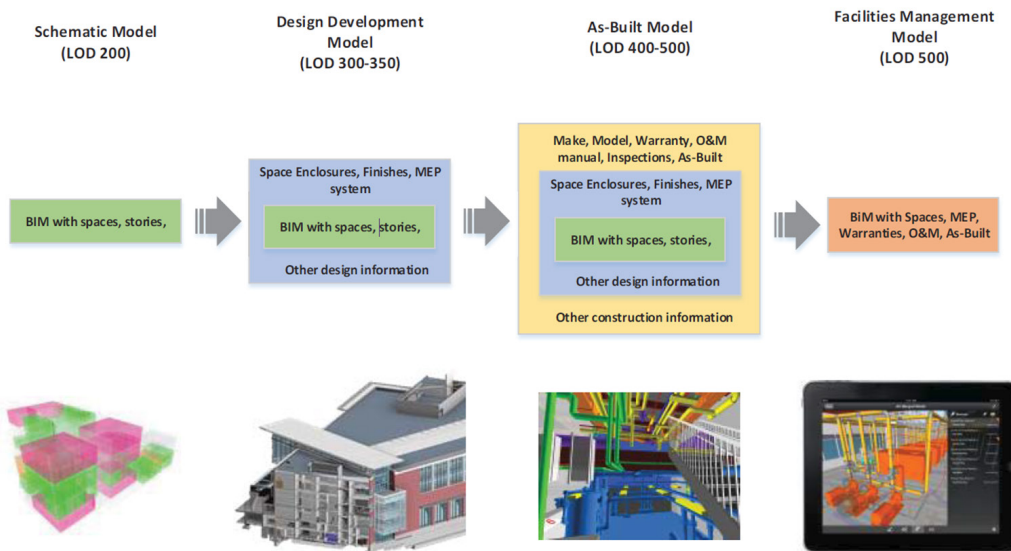 Schematic Model
(LOD 200)
Design Development
Model
(LOD 300-350)
As-Built Model
(LOD 400-500)
Facilities Management
Model
(LOD 500)
BIM with spaces, stories,
Space Enclosures, Finishes, MEP
system
BIM with spaces, stories,
Other design information
Make, Model, Warranty, O&M
manual, Inspections, As-Built
Space Enclosures, Finishes, MEP
system
BIM with spaces, stories,
Other design information
Other construction information
BiM with Spaces, MEP,
Warranties, O&M, As-Built